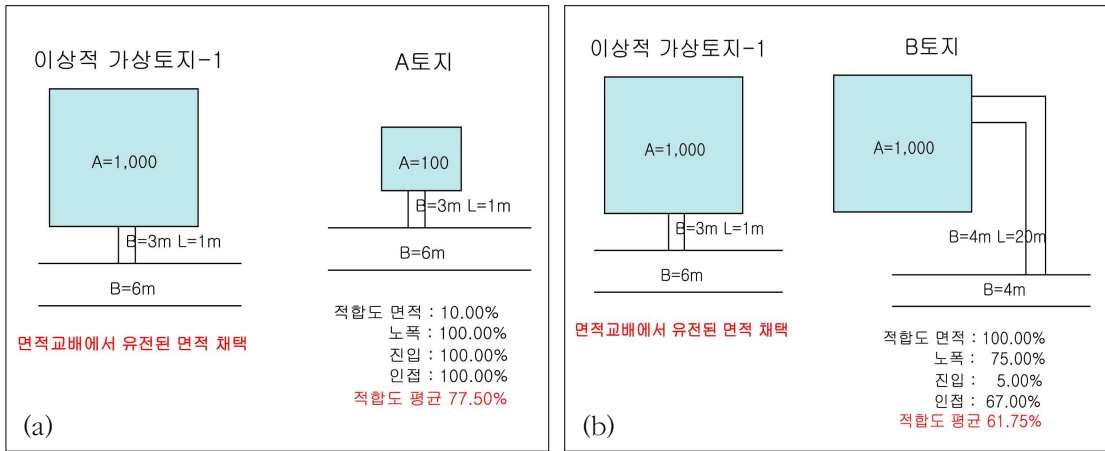 이상적 가상토지-1
A토지
A=1,000
A=100
B=3m L=1m
B=3m L=1m
B=6m
B=6m
면적교배에서 유전된 면적 채택
적합도 면적 : 10.00%
노폭 : 100.00%
진입 : 100.00%
인접 : 100.00%
적합도 평균 77.50%
(a)
이상적 가상토지-1
B토지
A=1,000
A=1,000
B=3m L=1m
B=4m L=20m
B=6m
B=4m
면적교배에서 유전된 면적 채택
적합도 면적 : 100.00%
노폭 : 75.00%
진입 : 5.00%
인접 : 67.00%
적합도 평균 61.75%
(b)